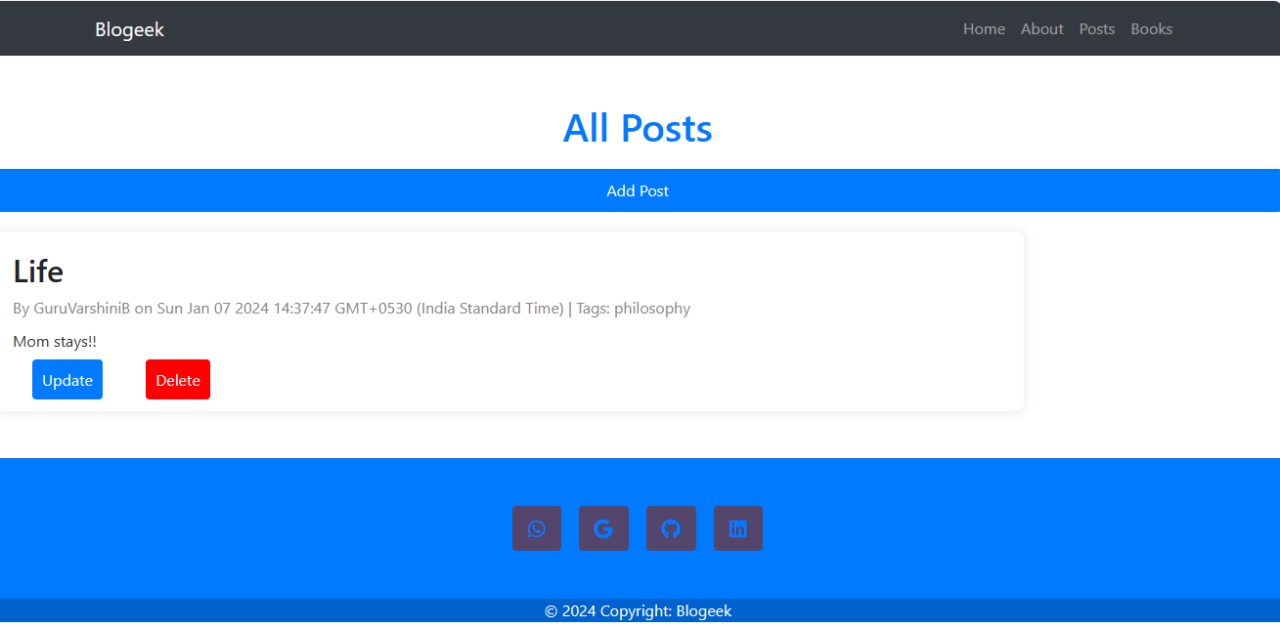 Blogeek Home About Posts Books
All Posts
Add Post
Life
By GuruVarshiniB on Sun Jan 07 2024 14:37:47 GMT+0530 (India Standard Time) | Tags: philosophy
Mom stays!!
Update Delete
© 2024 Copyright: Blogeek